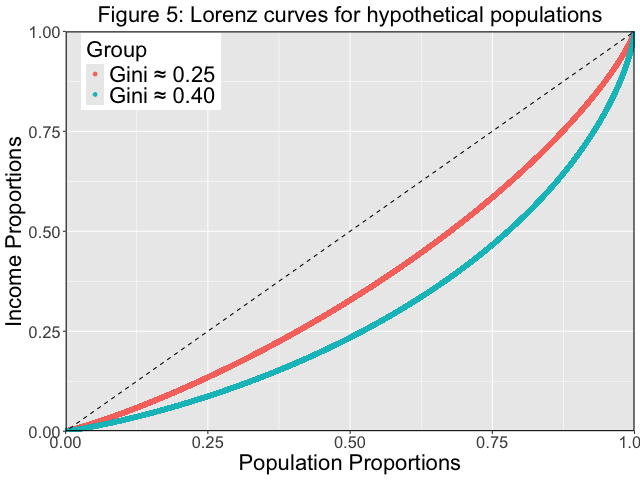 Figure 5: Lorenz curves for hypothetical populations
1.00
Group
Gini ≈ 0.25
Gini ≈ 0.40
0.75
Income Proportions
0.50
0.25
0.00
0.00 0.25 0.50 0.75 1.0
Population Proportions